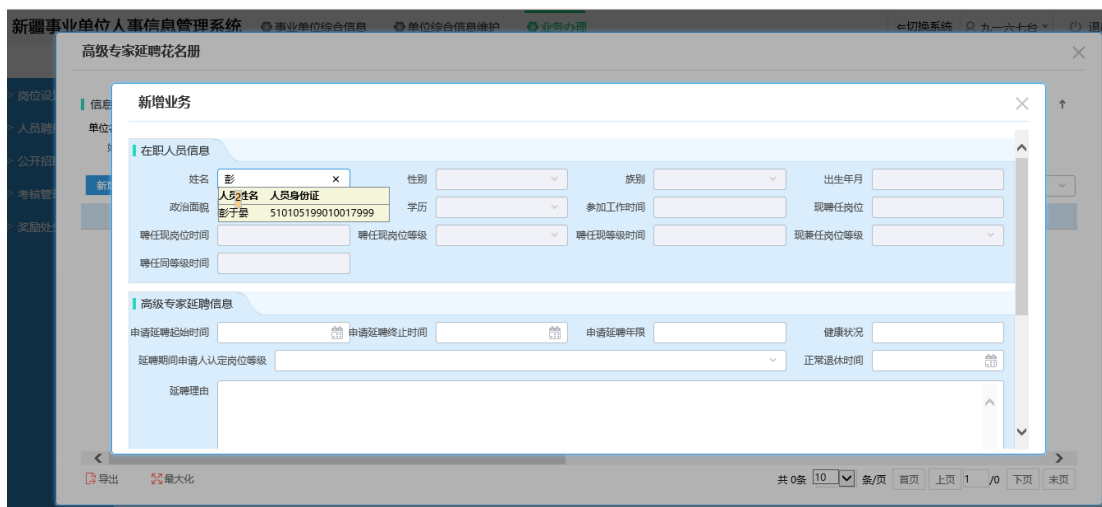 新疆事业单位人事信息管理系统 事业单位综合信息 单位综合信息维护 业务办理 切换系统 九一六十台
高级专家延聘花名册
岗位设
人员聘
公开招
考核管
奖励处
信息
单位
新增业务
在职人员信息
姓名 彭 性别 族别 出生年月
人员姓名 人员身份证
彭于晏 510105199010017999
2
政治面貌 学历 参加工作时间 现聘任岗位
聘任现岗位时间 聘任现岗位等级 聘任现等级时间 现兼任岗位等级
聘任同等级时间
高级专家延聘信息
申请延聘起始时间 申请延聘终止时间 申请延聘年限 健康状况
延聘期间申请人认定岗位等级 正常退休时间
延聘理由
导出 最大化 共 0条 10 条/页 首页 上页 1 /0 下页 末页